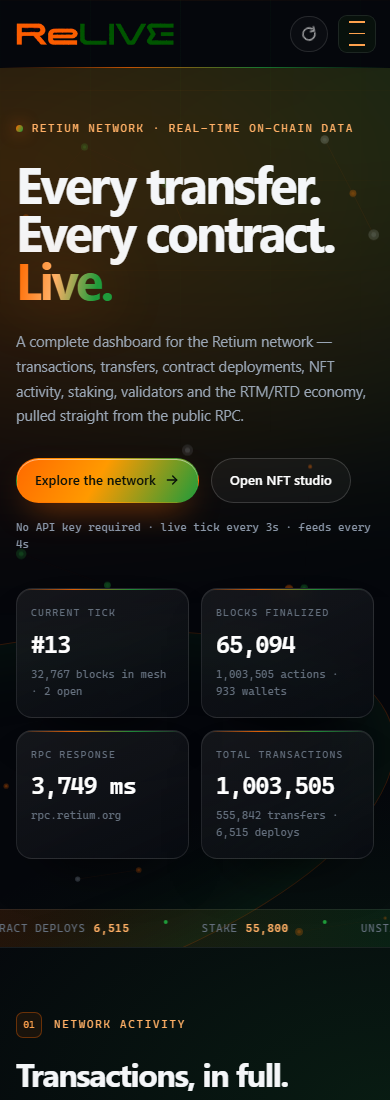 ReLIVE
RETIUM NETWORK · REAL-TIME ON-CHAIN DATA
Every transfer.
Every contract.
Live.
A complete dashboard for the Retium network —
transactions, transfers, contract deployments, NFT
activity, staking, validators and the RTM/RTD economy,
pulled straight from the public RPC.
Explore the network →
Open NFT studio
No API key required · live tick every 3s · feeds every
4s
CURRENT TICK
#13
32,767 blocks in mesh
· 2 open
BLOCKS FINALIZED
65,094
1,003,505 actions ·
933 wallets
RPC RESPONSE
3,749 ms
rpc.retium.org
TOTAL TRANSACTIONS
1,003,505
555,842 transfers ·
6,515 deploys
RACT DEPLOYS 6,515 STAKE 55,800 UNST
01 NETWORK ACTIVITY
Transactions, in full.